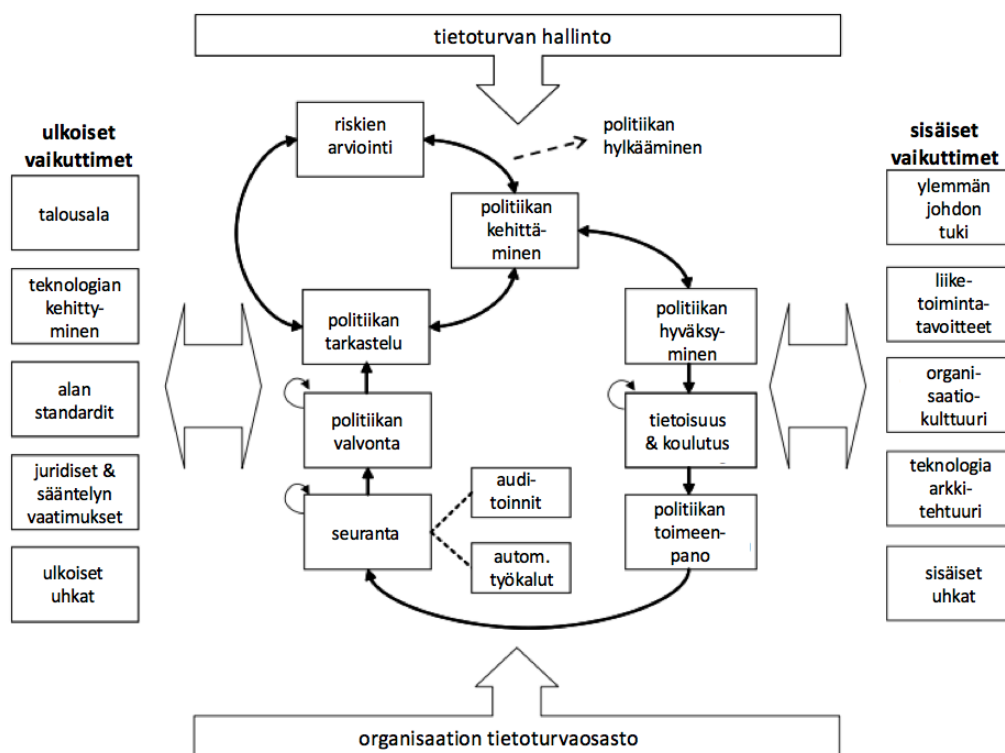 tietoturvan hallinto
ulkoiset
vaikuttimet
talousala
teknologian
kehitty-
minen
alan
standardit
juridiset &
sääntelyn
vaatimukset
ulkoiset
uhkat
riskien
arviointi
politiikan
hylkääminen
politiikan
kehittä-
minen
politiikan
tarkastelu
politiikan
hyväksy-
minen
politiikan
valvonta
tietoisuus
& koulutus
seuranta
audi-
toinnit
autom.
työkalut
politiikan
toimeen-
pano
sisäiset
vaikuttimet
ylemmän
johdon
tuki
liike-
toiminta-
tavoitteet
organi-
saatio-
kulttuuri
teknologia
arkki-
tehtuuri
sisäiset
uhkat
organisaation tietoturvaosasto